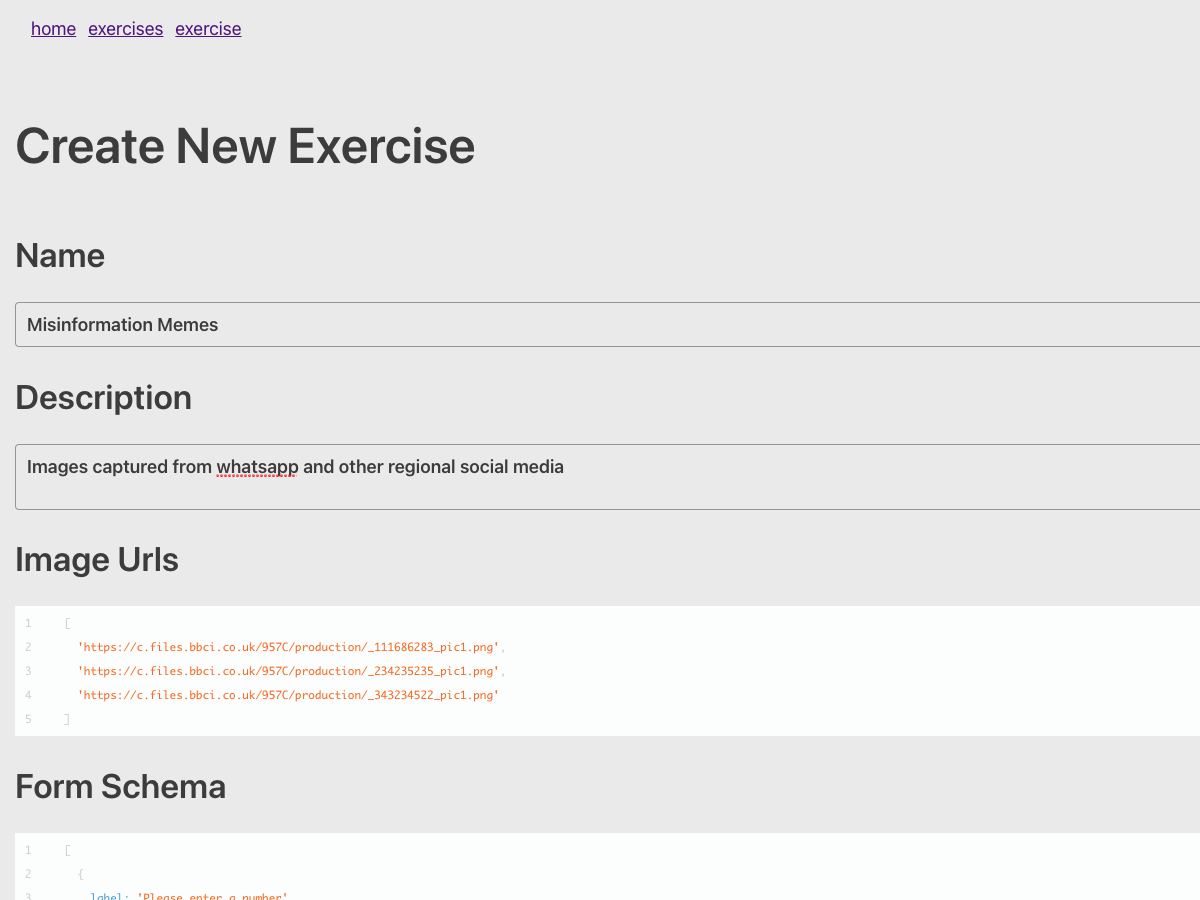 home exercises exercise
Create New Exercise
Name
Misinformation Memes
Description
Images captured from whatsapp and other regional social media
Image Urls
1 [
2 'https://c.files.bbci.co.uk/957C/production/_111686283_pic1.png',
3 'https://c.files.bbci.co.uk/957C/production/_234235235_pic1.png',
4 'https://c.files.bbci.co.uk/957C/production/_343234522_pic1.png'
5 ]
Form Schema
1 [
2 {
3 label: 'Please enter a number'